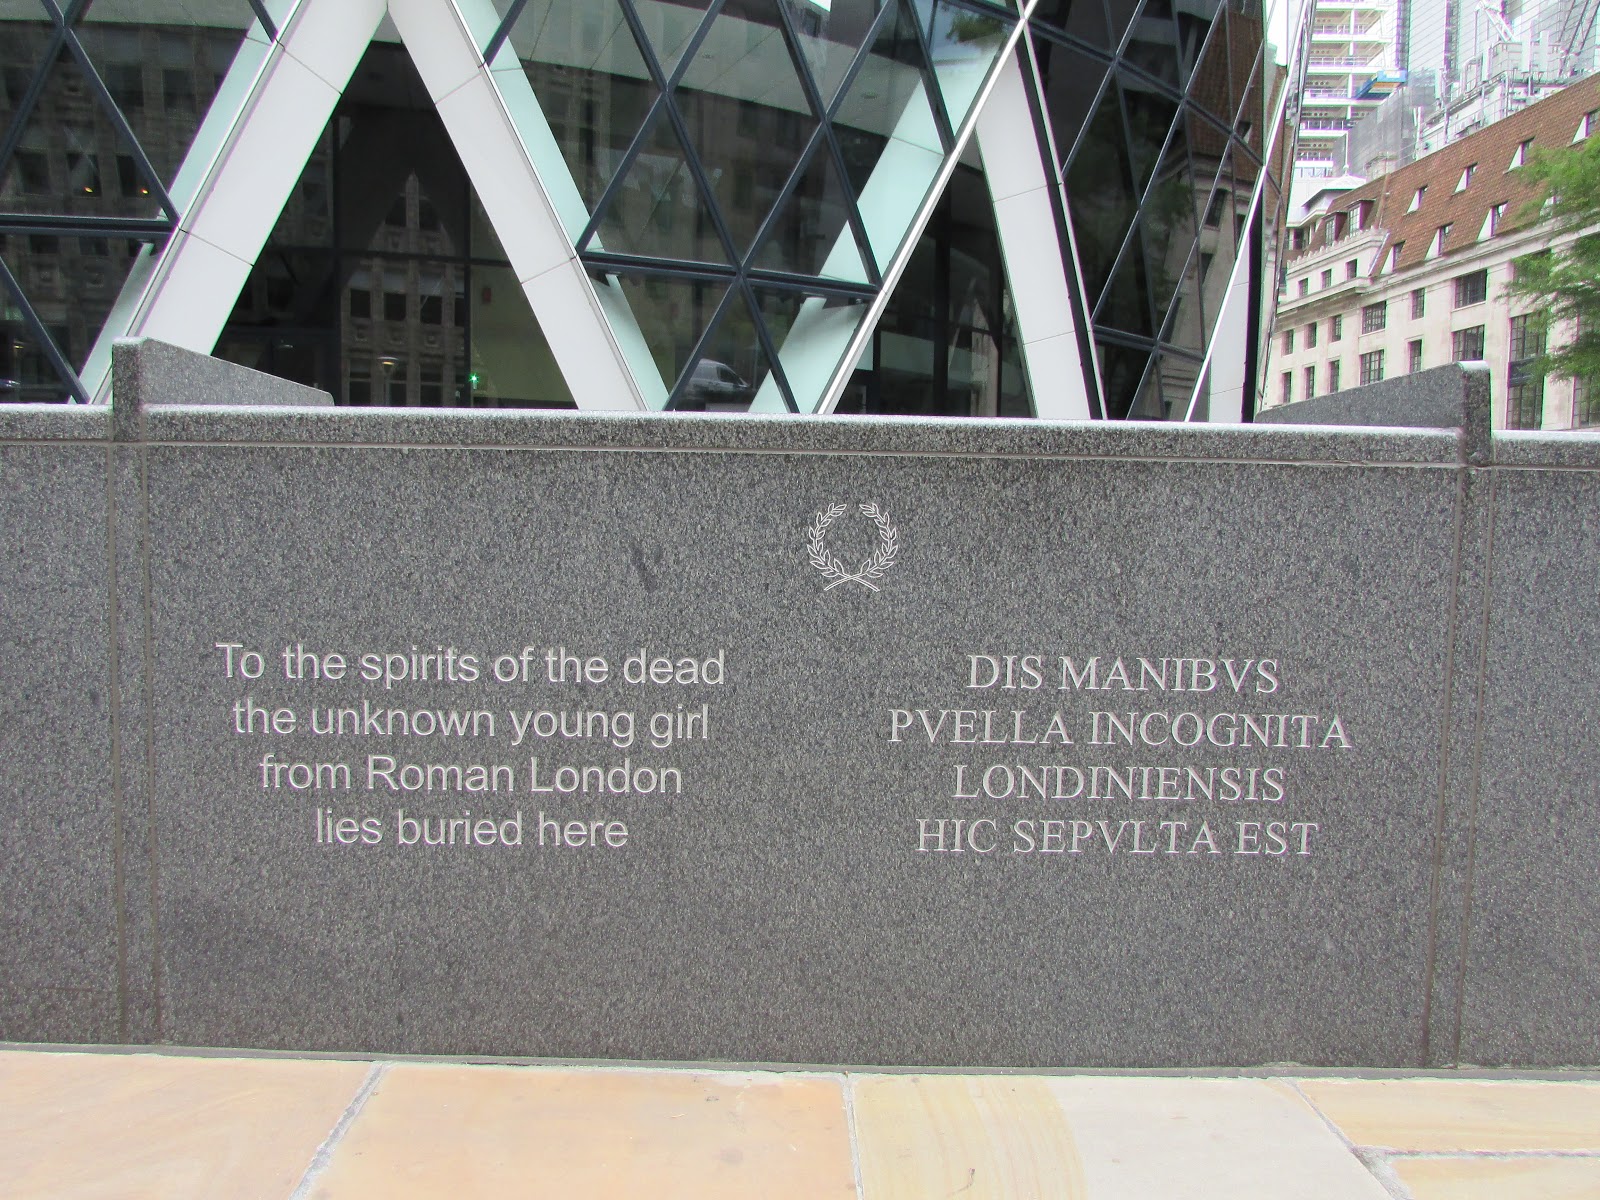 To the spirits of the dead
the unknown young girl
from Roman London
lies buried here
DIS MANIBVS
PVELLA INCOGNITA
LONDINIENSIS
HIC SEPVLTA EST